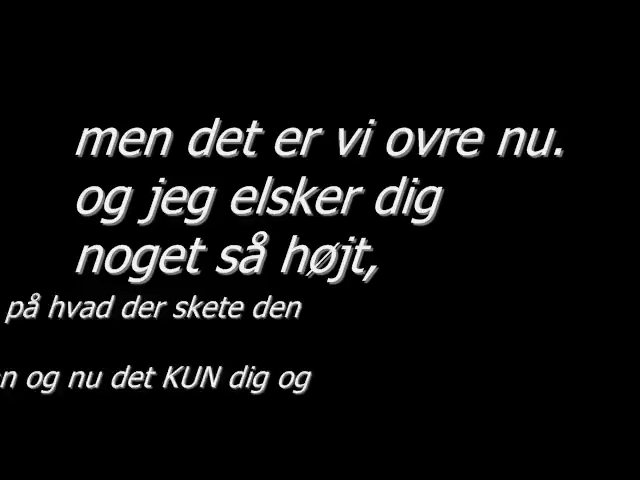 men det er vi ovre nu.
og jeg elsker dig
noget så højt,
på hvad der skete den
og nu det KUN dig og